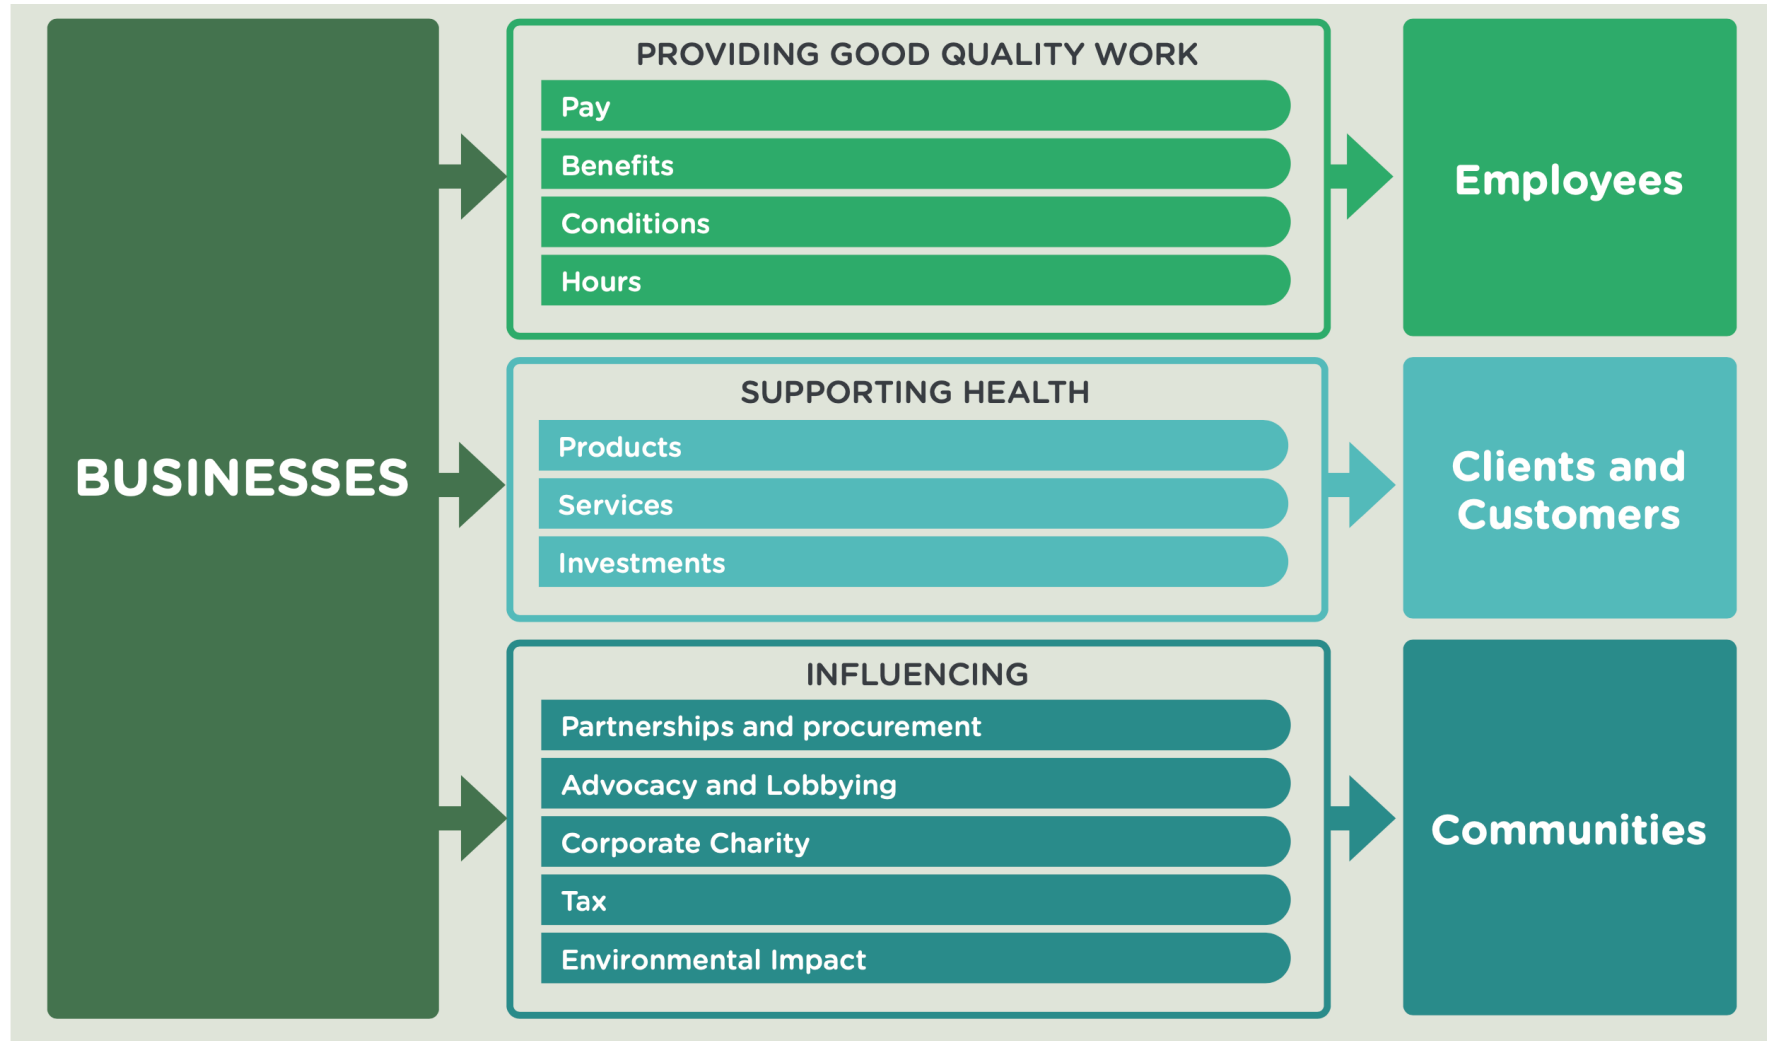 BUSINESSES
PROVIDING GOOD QUALITY WORK
Pay
Benefits
Conditions
Hours
Employees
SUPPORTING HEALTH
Products
Services
Investments
Clients and
Customers
INFLUENCING
Partnerships and procurement
Advocacy and Lobbying
Corporate Charity
Tax
Environmental Impact
Communities